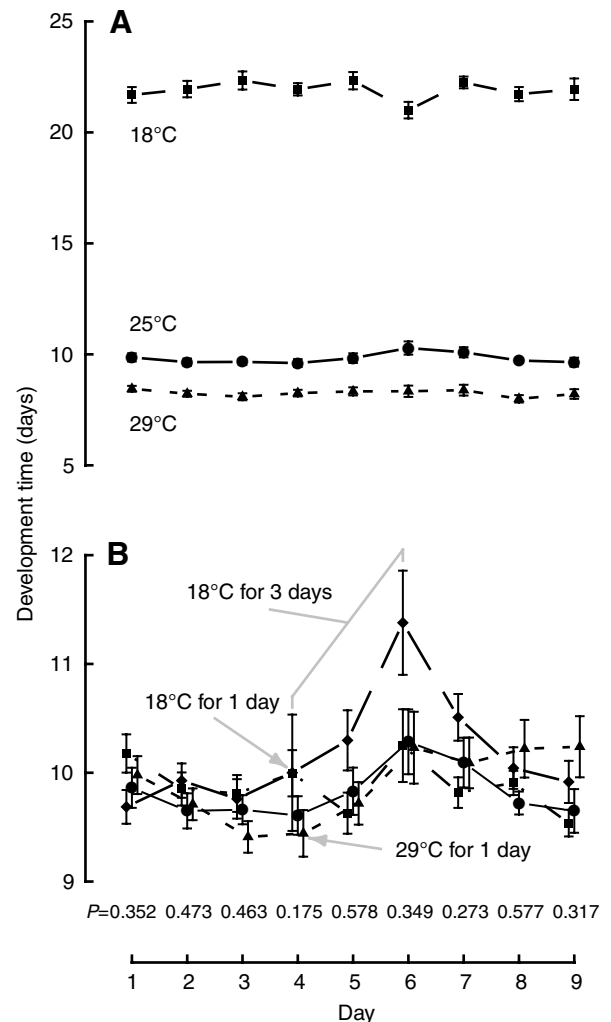 A
25
20
18°C
15
25°C
10
29°C
5
Development time (days)
B
12
18°C for 3 days
11
18°C for 1 day
10
29°C for 1 day
9
P=0.352 0.473 0.463 0.175 0.578 0.349 0.273 0.577 0.317
1 2 3 4 5 6 7 8 9
Day